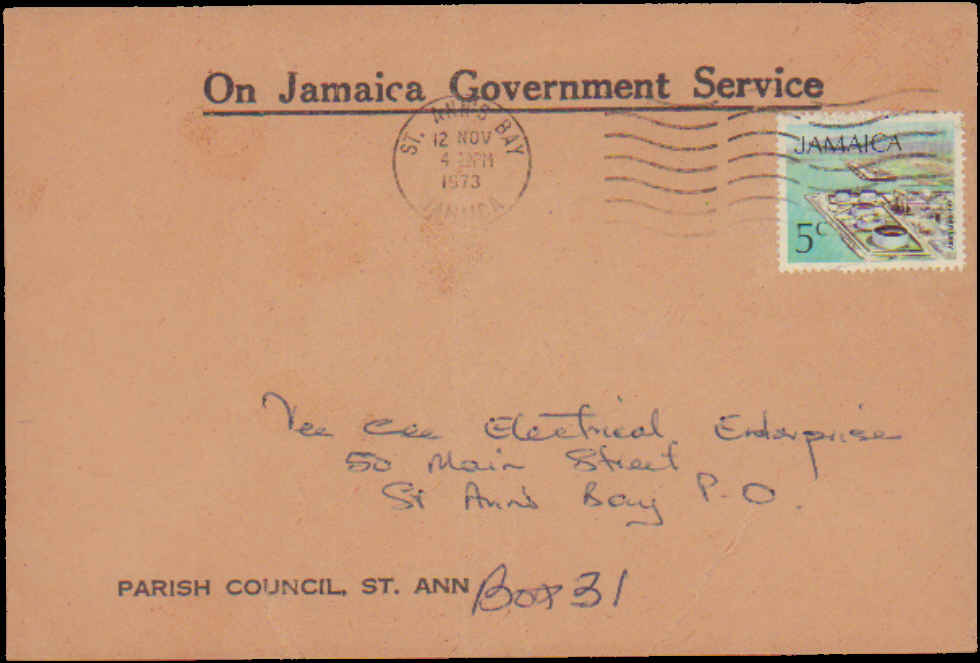 On Jamaica Government Service
ST. ANN'S BAY
12 NOV
4 PM
1973
JAMAICA
JAMAICA
5c
Vee Cee Electrical Enterprise
50 Main Street
St Ann's Bay P.O.
PARISH COUNCIL, ST. ANN Box 31